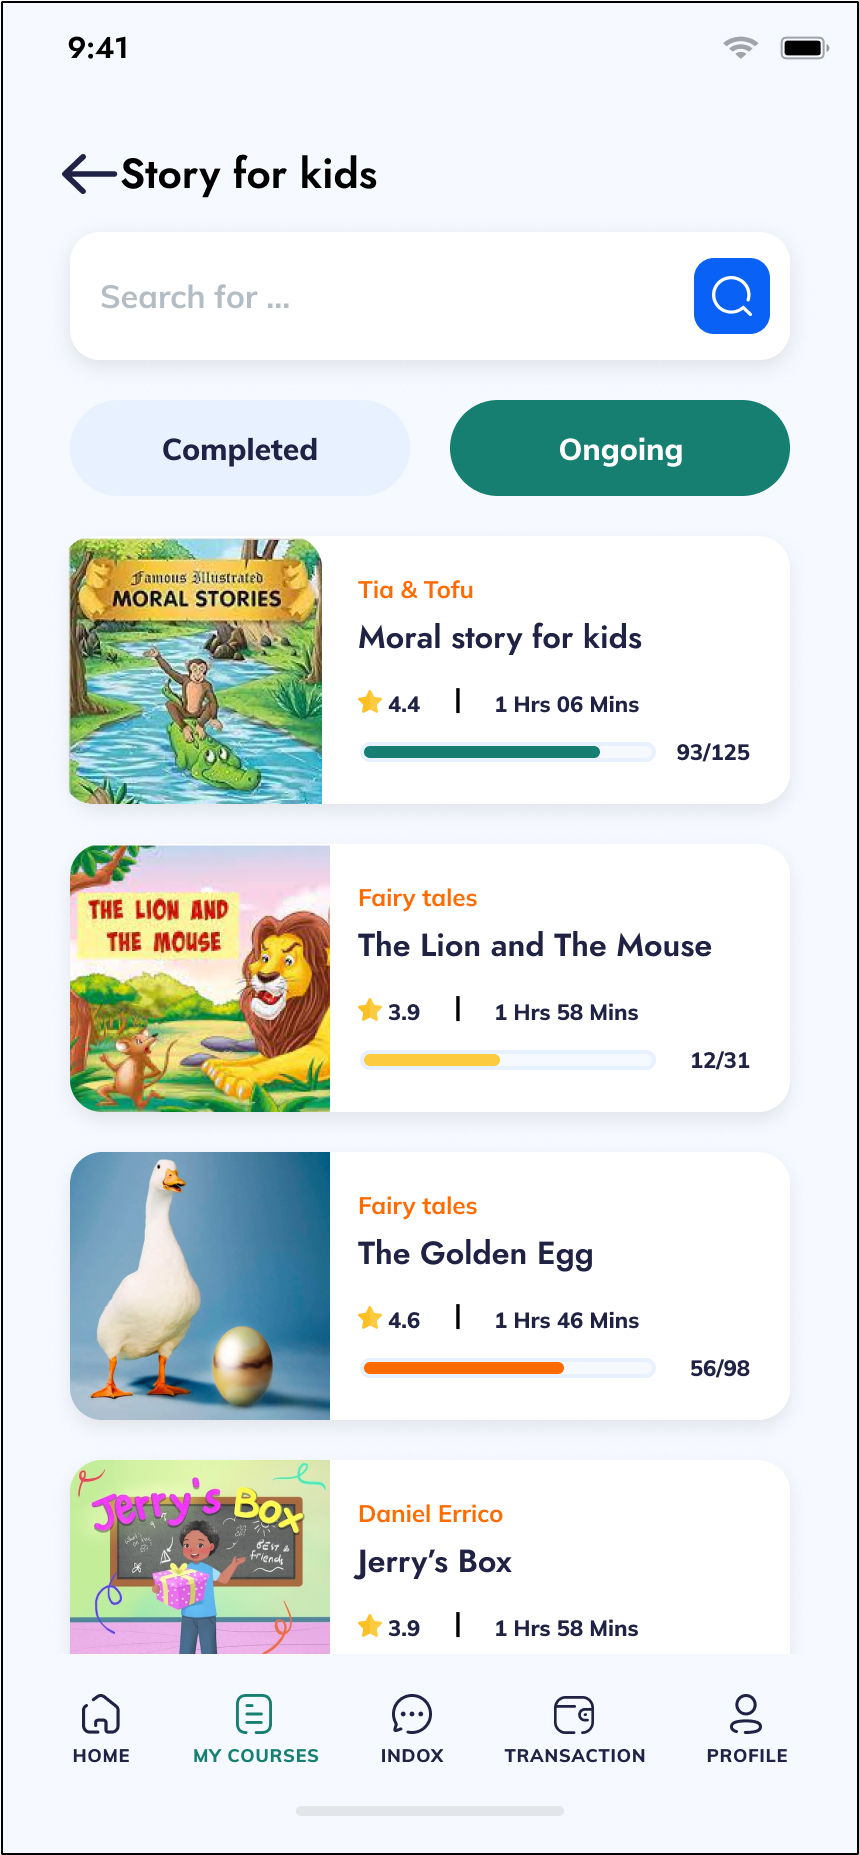 9:41
Story for kids
Search for ...
Completed
Ongoing
Famous Illustrated
MORAL STORIES
Tia & Tofu
Moral story for kids
4.4 | 1 Hrs 06 Mins
93/125
THE LION AND
THE MOUSE
Fairy tales
The Lion and The Mouse
3.9 | 1 Hrs 58 Mins
12/31
Fairy tales
The Golden Egg
4.6 | 1 Hrs 46 Mins
56/98
Jerry's Box
BEST &
friends
Daniel Errico
Jerry’s Box
3.9 | 1 Hrs 58 Mins
HOME
MY COURSES
INDOX
TRANSACTION
PROFILE